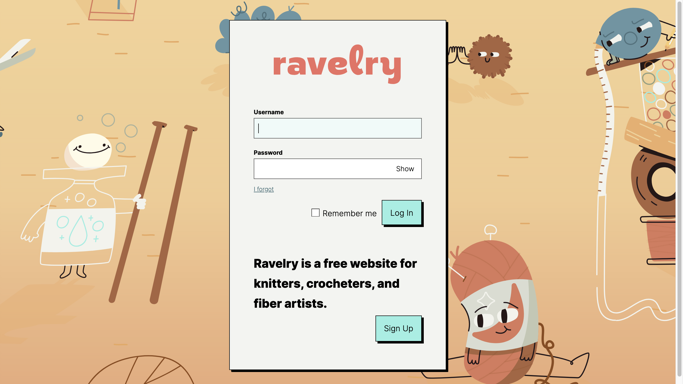 ravelry
Username
Password
Show
I forgot
Remember me
Log In
Ravelry is a free website for
knitters, crocheters, and
fiber artists.
Sign Up